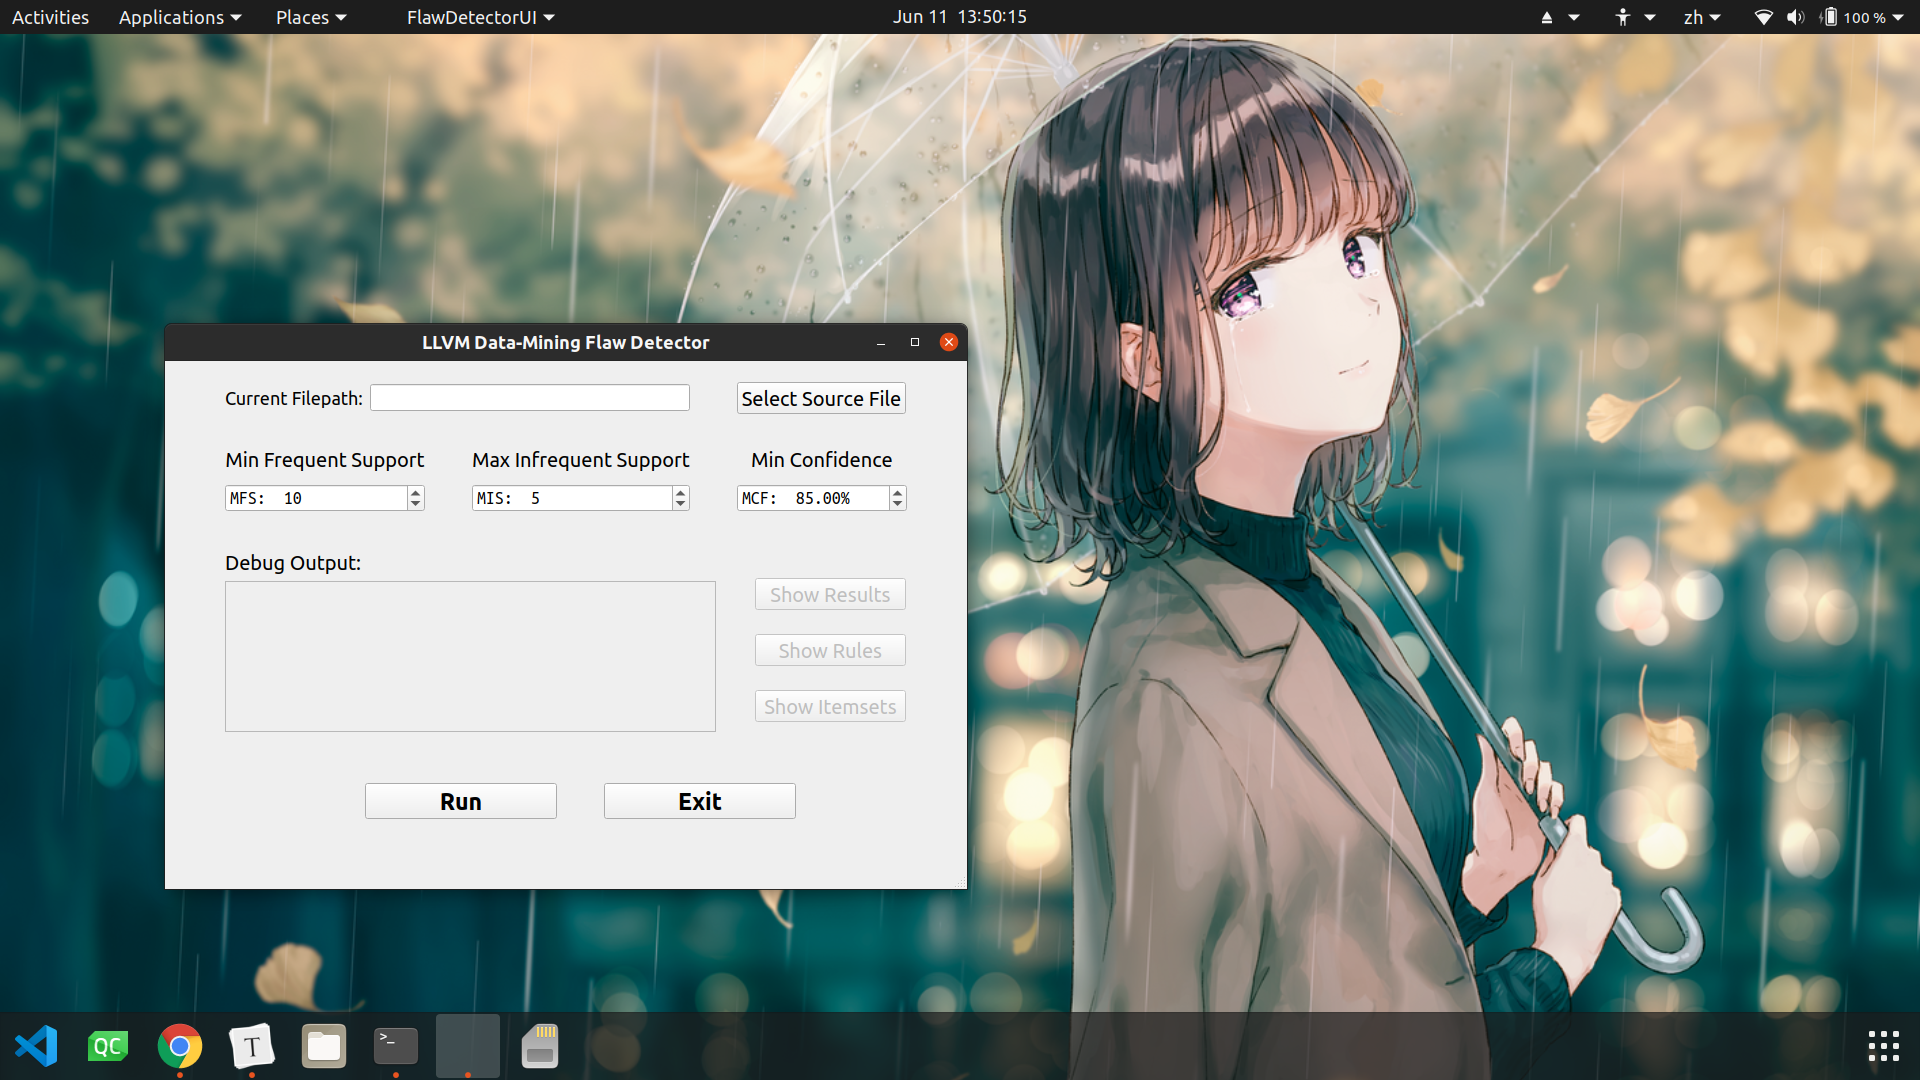 Activities Applications Places FlawDetectorUI Jun 11 13:50:15 zh 100 %
LLVM Data-Mining Flaw Detector
Current Filepath: Select Source File
Min Frequent Support Max Infrequent Support Min Confidence
MFS: 10 MIS: 5 MCF: 85.00%
Debug Output:
Show Results
Show Rules
Show Itemsets
Run Exit
QC T >_